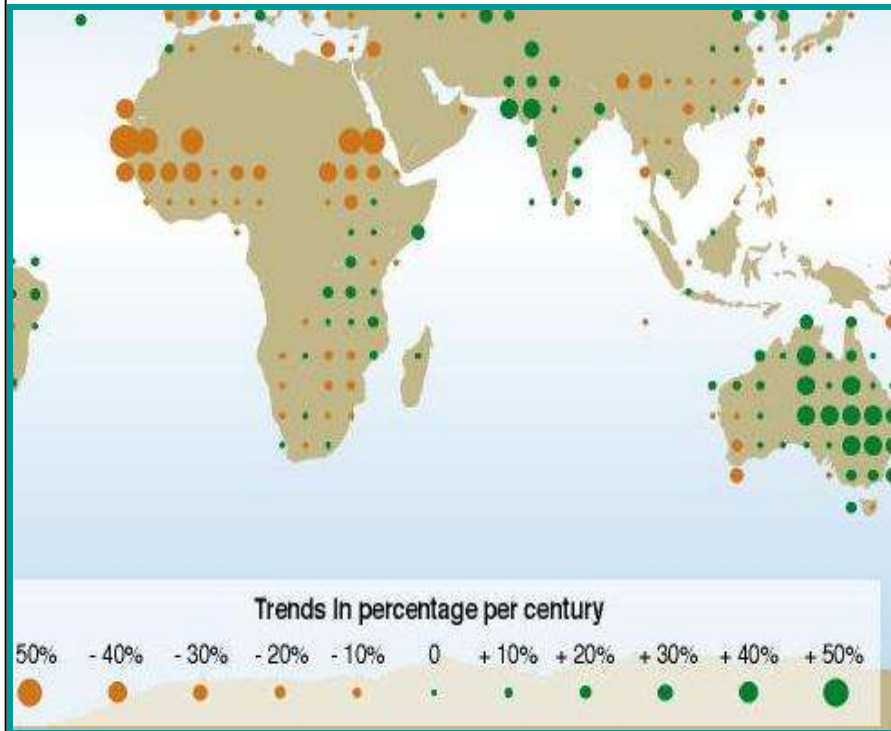 Trends In percentage per century
50% - 40% - 30% - 20% - 10% 0 + 10% + 20% + 30% + 40% + 50%